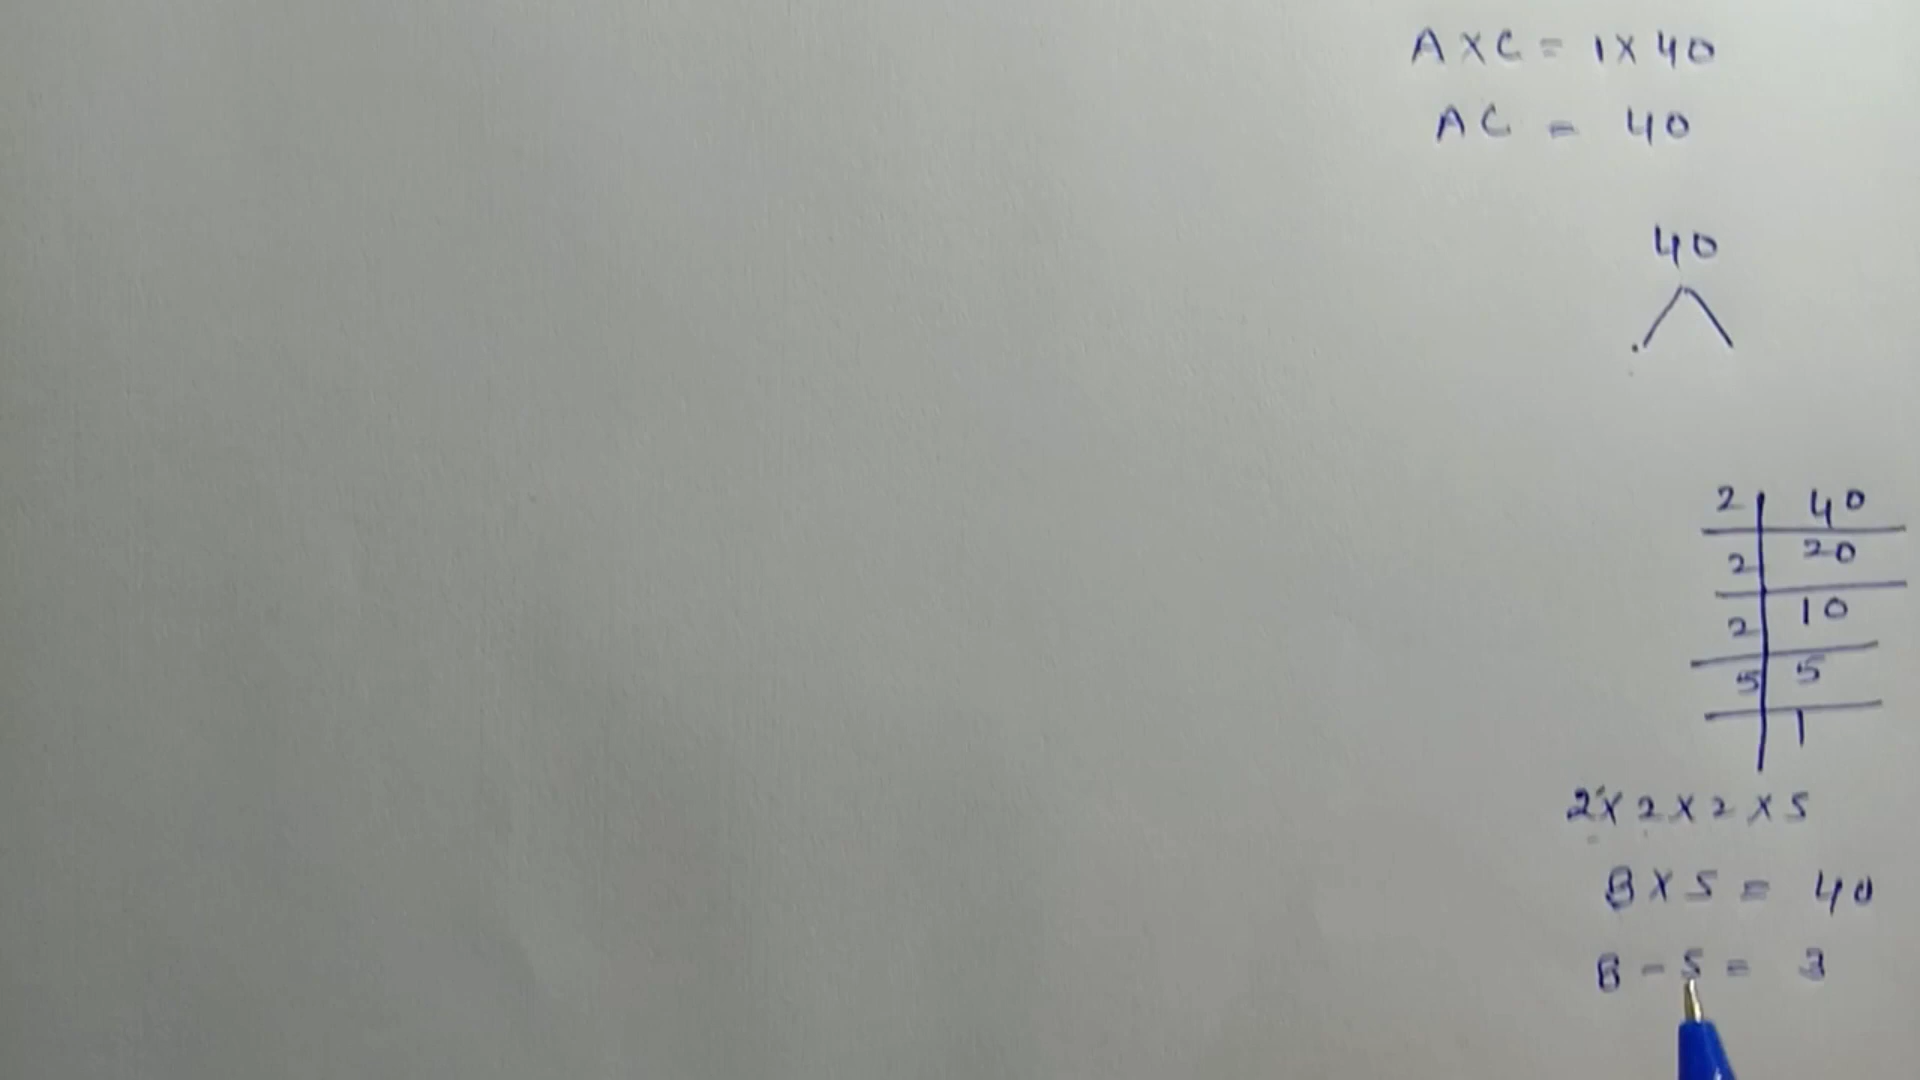 A X C = 1 X 40
AC = 40
40
2 | 40
2 | 20
2 | 10
5 | 5
| 1
2 X 2 X 2 X 5
8 X 5 = 40
8 - 5 = 3